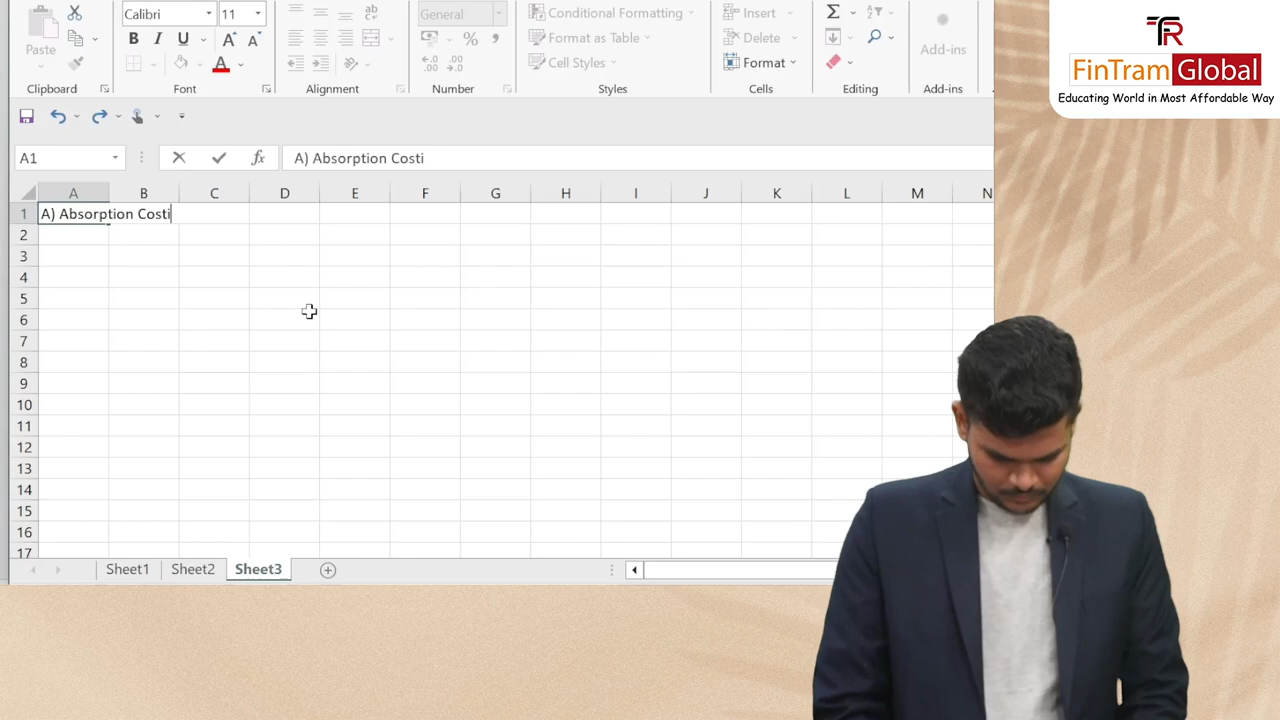 Calibri
11
General
Conditional Formatting
Insert
Σ
Paste
B I U A A
ab
% ,
Format as Table
Delete
Add-ins
A
Cell Styles
Format
Clipboard
Font
Alignment
Number
Styles
Cells
Editing
Add-ins
TR
FinTram Global
Educating World in Most Affordable Way
A1
fx
A) Absorption Costi
A B C D E F G H I J K L M N
1 A) Absorption Costi
2
3
4
5
6
7
8
9
10
11
12
13
14
15
16
17
Sheet1 Sheet2 Sheet3